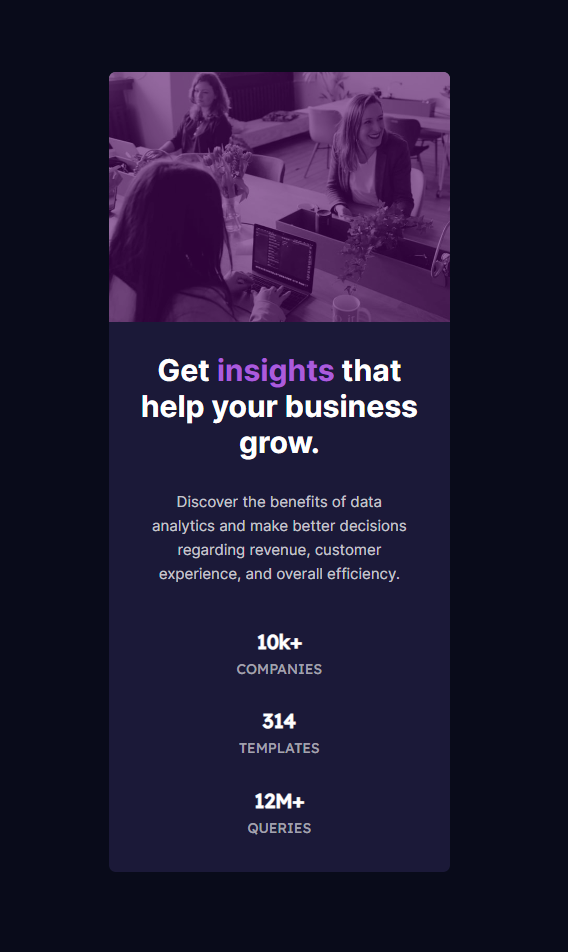 Get insights that
help your business
grow.
Discover the benefits of data
analytics and make better decisions
regarding revenue, customer
experience, and overall efficiency.
10k+
COMPANIES
314
TEMPLATES
12M+
QUERIES